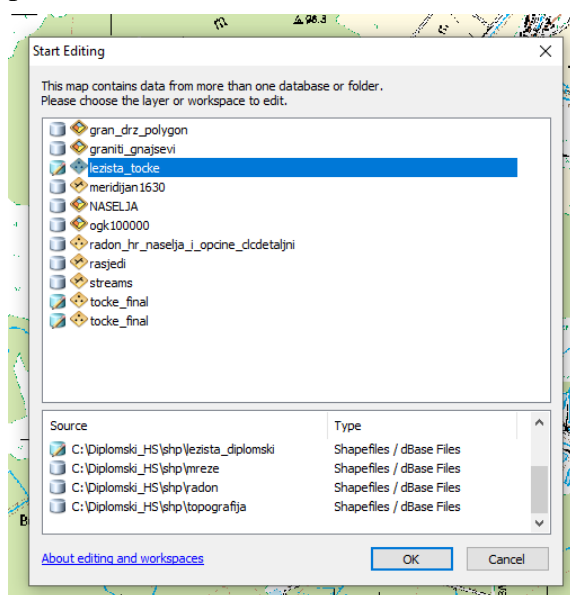 m
98.3
Start Editing
This map contains data from more than one database or folder.
Please choose the layer or workspace to edit.
gran_drz_polygon
graniti_gnajsevi
lezista_tocke
meridijan1630
NASELJA
ogk100000
radon_hr_naselja_i_opcine_clcdetaljni
rasjedi
streams
tocke_final
tocke_final
Source Type
C:\Diplomski_HS\shp\lezista_diplomski Shapefiles / dBase Files
C:\Diplomski_HS\shp\mreze Shapefiles / dBase Files
C:\Diplomski_HS\shp\radon Shapefiles / dBase Files
C:\Diplomski_HS\shp\topografija Shapefiles / dBase Files
About editing and workspaces OK Cancel